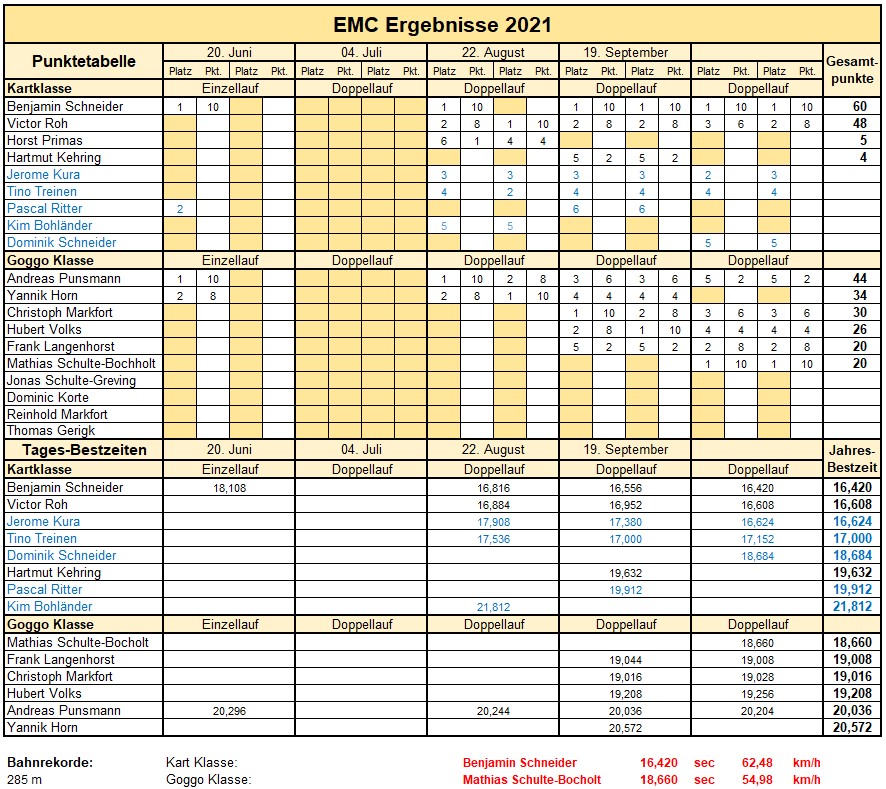 EMC Ergebnisse 2021
Punktetabelle 20. Juni 04. Juli 22. August 19. September Gesamt-punkte
Platz Pkt. Platz Pkt. Platz Pkt. Platz Pkt. Platz Pkt. Platz Pkt. Platz Pkt. Platz Pkt. Platz Pkt. Platz Pkt.
Kartklasse Einzellauf Doppellauf Doppellauf Doppellauf Doppellauf
Benjamin Schneider 1 10 1 10 1 10 1 10 1 10 1 10 60
Victor Roh 2 8 1 10 2 8 2 8 3 6 2 8 48
Horst Primas 6 1 4 4 5
Hartmut Kehring 5 2 5 2 4
Jerome Kura 3 3 3 3 2 3
Tino Treinen 4 2 4 4 4 4
Pascal Ritter 2 6 6
Kim Bohländer 5 5
Dominik Schneider 5 5
Goggo Klasse Einzellauf Doppellauf Doppellauf Doppellauf Doppellauf
Andreas Punsmann 1 10 1 10 2 8 3 6 3 6 5 2 5 2 44
Yannik Horn 2 8 2 8 1 10 4 4 4 4 34
Christoph Markfort 1 10 2 8 3 6 3 6 30
Hubert Volks 2 8 1 10 4 4 4 4 26
Frank Langenhorst 5 2 5 2 2 8 2 8 20
Mathias Schulte-Bochholt 1 10 1 10 20
Jonas Schulte-Greving
Dominic Korte
Reinhold Markfort
Thomas Gerigk
Tages-Bestzeiten 20. Juni 04. Juli 22. August 19. September Jahres-Bestzeit
Kartklasse Einzellauf Doppellauf Doppellauf Doppellauf Doppellauf
Benjamin Schneider 18,108 16,816 16,556 16,420 16,420
Victor Roh 16,884 16,952 16,608 16,608
Jerome Kura 17,908 17,380 16,624 16,624
Tino Treinen 17,536 17,000 17,152 17,000
Dominik Schneider 18,684 18,684
Hartmut Kehring 19,632 19,632
Pascal Ritter 19,912 19,912
Kim Bohländer 21,812 21,812
Goggo Klasse Einzellauf Doppellauf Doppellauf Doppellauf Doppellauf
Mathias Schulte-Bocholt 18,660 18,660
Frank Langenhorst 19,044 19,008 19,008
Christoph Markfort 19,016 19,028 19,016
Hubert Volks 19,208 19,256 19,208
Andreas Punsmann 20,296 20,244 20,036 20,204 20,036
Yannik Horn 20,572 20,572
Bahnrekorde: Kart Klasse: Benjamin Schneider 16,420 sec 62,48 km/h
285 m Goggo Klasse: Mathias Schulte-Bocholt 18,660 sec 54,98 km/h